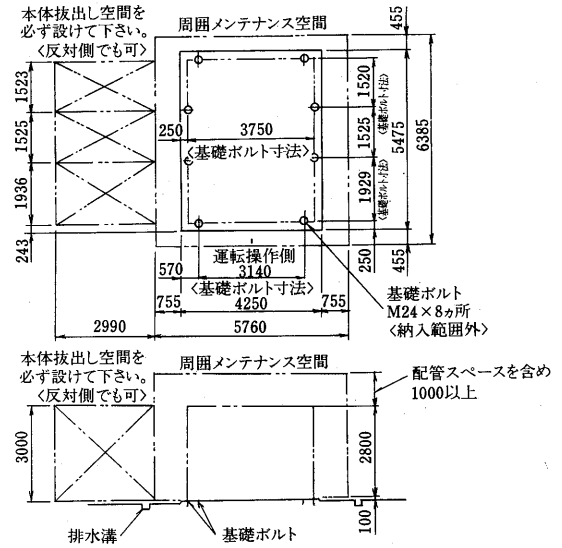 本体抜出し空間を
必ず設けて下さい。
〈反対側でも可〉
周囲メンテナンス空間
455
1523
1525
1936
243
250
3750
〈基礎ボルト寸法〉
1520
〈基礎ボルト寸法〉
1525
1929
〈基礎ボルト寸法〉
5475
6385
250
455
運転操作側
570
3140
〈基礎ボルト寸法〉
755
4250
755
2990
5760
基礎ボルト
M24×8ヵ所
〈納入範囲外〉
本体抜出し空間を
必ず設けて下さい。
〈反対側でも可〉
周囲メンテナンス空間
配管スペースを含め
1000以上
3000
2800
100
排水溝
基礎ボルト